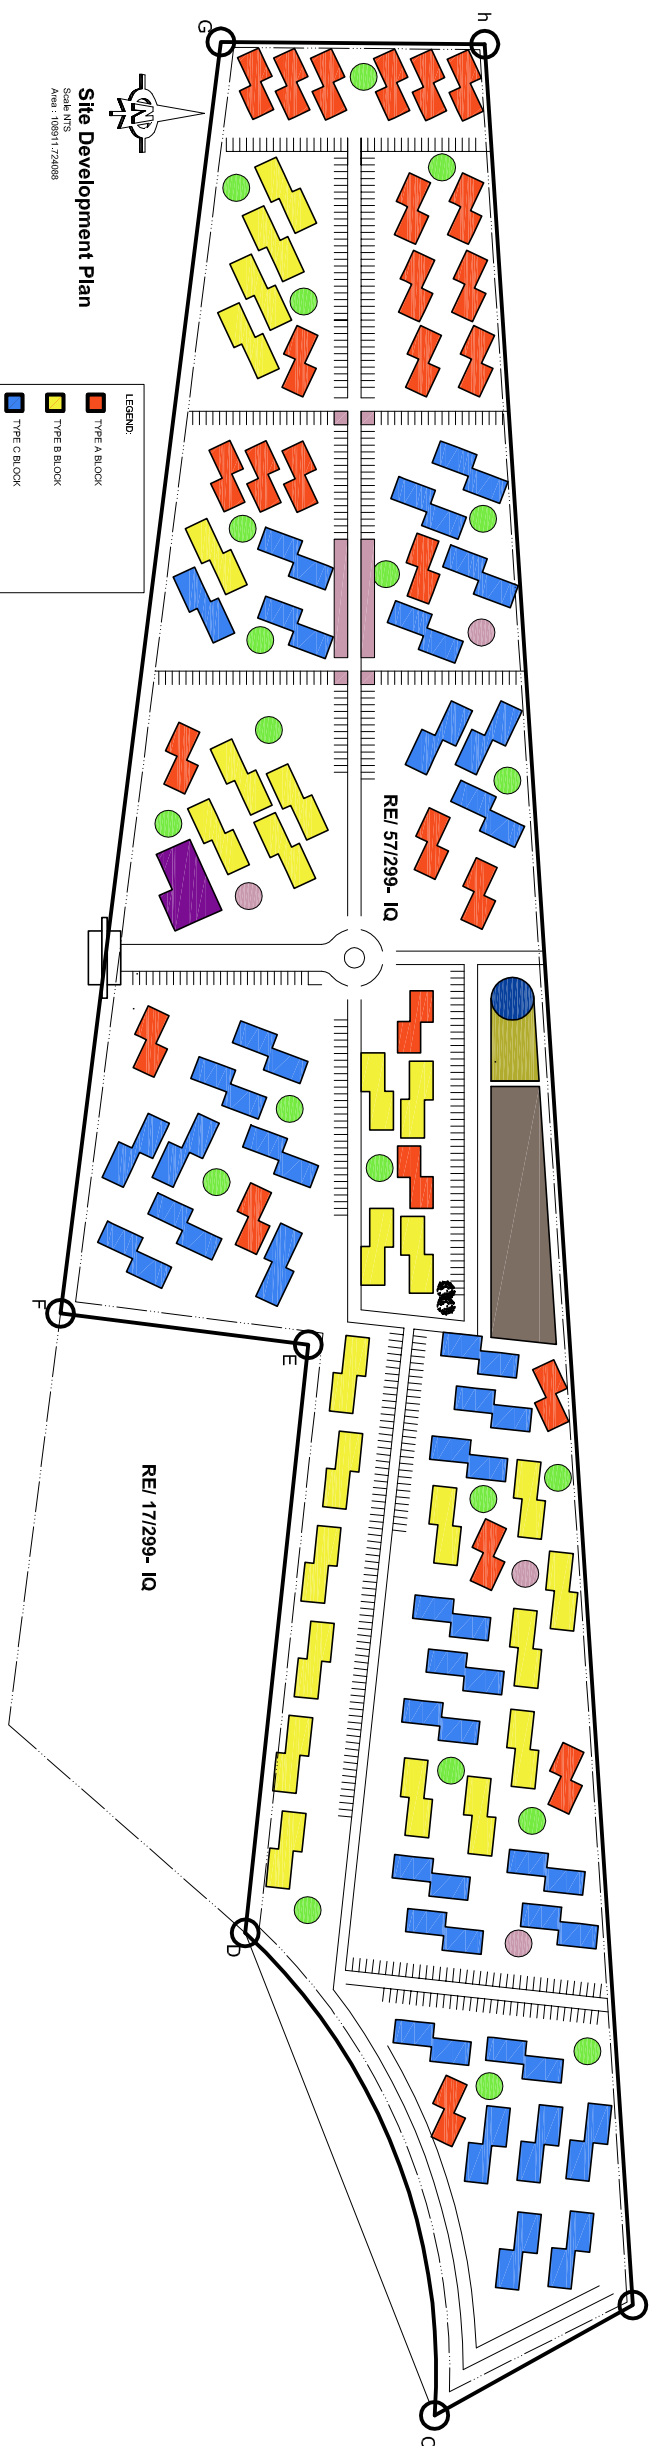 h
G
N
Site Development Plan
Scale NTS
Area : 108911.724088
LEGEND:
TYPE A BLOCK
TYPE B BLOCK
TYPE C BLOCK
RE/ 57/299- IQ
F
E
RE/ 17/299- IQ
D